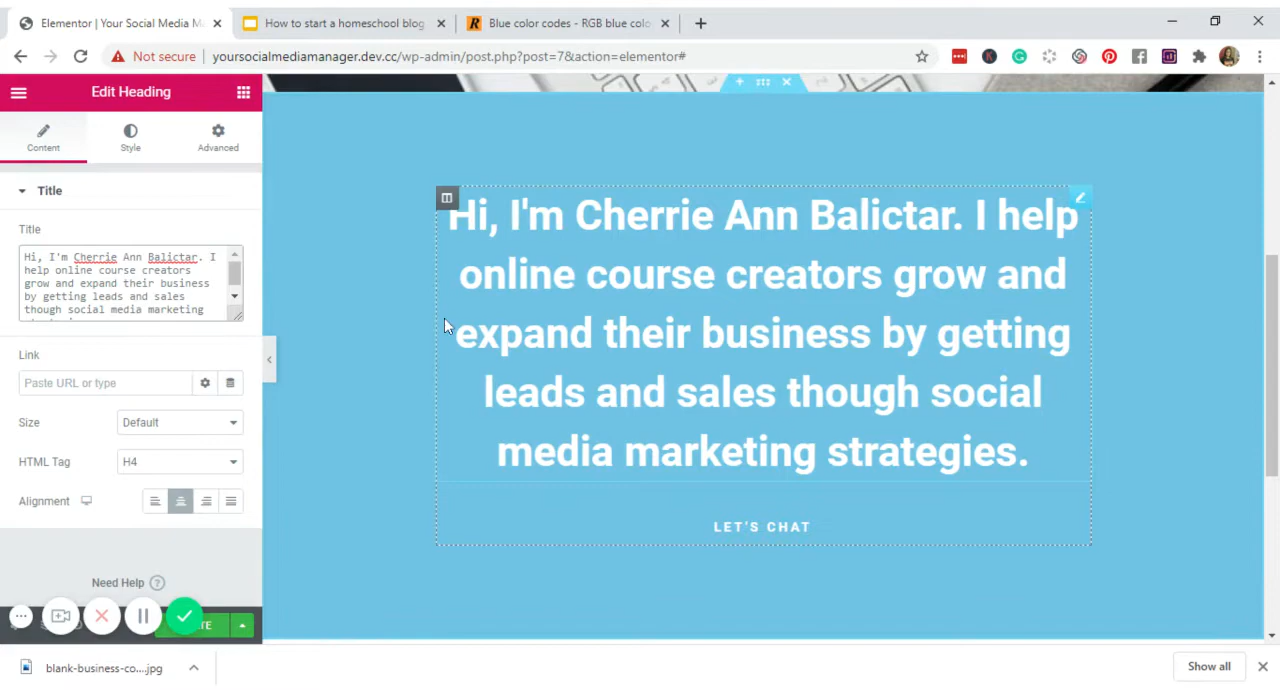 Elementor | Your Social Media M
How to start a homeschool blog
Blue color codes - RGB blue colo
Not secure
yoursocialmediamanager.dev.cc/wp-admin/post.php?post=7&action=elementor#
Edit Heading
Content
Style
Advanced
Title
Title
Hi, I'm Cherrie Ann Balictar. I
help online course creators
grow and expand their business
by getting leads and sales
though social media marketing
Link
Paste URL or type
Size
Default
HTML Tag
H4
Alignment
Need Help
Hi, I'm Cherrie Ann Balictar. I help
online course creators grow and
expand their business by getting
leads and sales though social
media marketing strategies.
LET'S CHAT
blank-business-co....jpg
Show all